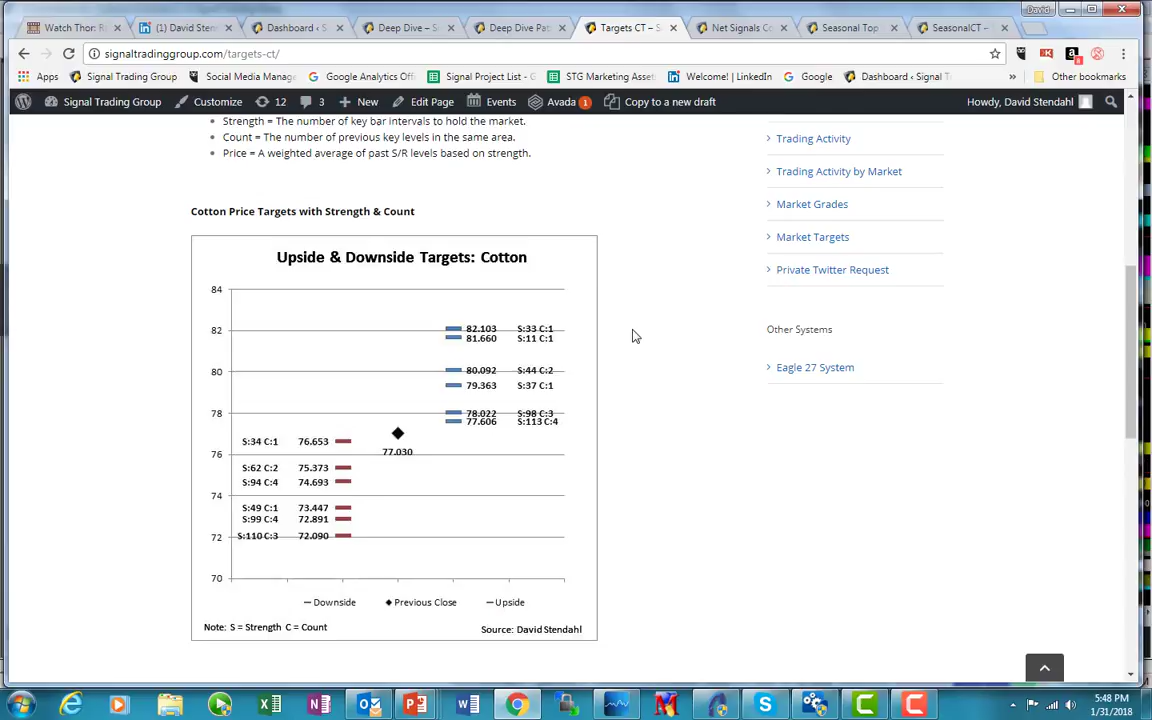 David
Watch Thor: R
(1) David Sten
Dashboard ‹ S
Deep Dive – S
Deep Dive Pat
Targets CT – S
Net Signals Co
Seasonal Top
SeasonalCT –
signaltradinggroup.com/targets-ct/
Apps
Signal Trading Group
Social Media Manag
Google Analytics Offi
Signal Project List - G
STG Marketing Asset
Welcome! | LinkedIn
Google
Dashboard ‹ Signal T
»
Other bookmarks
Signal Trading Group
Customize
12
3
New
Edit Page
Events
Avada 1
Copy to a new draft
Howdy, David Stendahl
Strength = The number of key bar intervals to hold the market.
Count = The number of previous key levels in the same area.
Price = A weighted average of past S/R levels based on strength.
Cotton Price Targets with Strength & Count
Upside & Downside Targets: Cotton
84
82
80
78
76
74
72
70
82.103 S:33 C:1
81.660 S:11 C:1
80.092 S:44 C:2
79.363 S:37 C:1
78.022 S:98 C:3
77.606 S:113 C:4
77.030
S:34 C:1 76.653
S:62 C:2 75.373
S:94 C:4 74.693
S:49 C:1 73.447
S:99 C:4 72.891
S:110 C:3 72.090
Downside
Previous Close
Upside
Note: S = Strength C = Count
Source: David Stendahl
Trading Activity
Trading Activity by Market
Market Grades
Market Targets
Private Twitter Request
Other Systems
Eagle 27 System
5:48 PM
1/31/2018